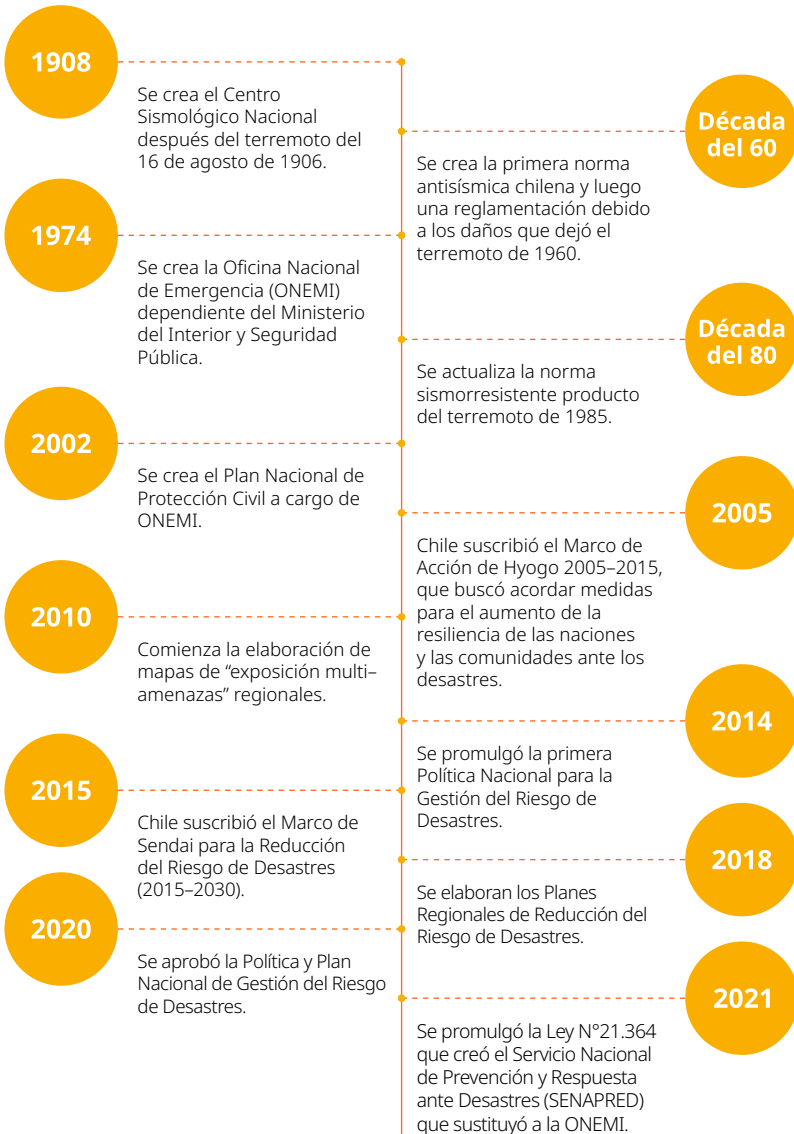 1908
Se crea el Centro
Sismológico Nacional
después del terremoto del
16 de agosto de 1906.
Década
del 60
Se crea la primera norma
antisísmica chilena y luego
una reglamentación debido
a los daños que dejó el
terremoto de 1960.
1974
Se crea la Oficina Nacional
de Emergencia (ONEMI)
dependiente del Ministerio
del Interior y Seguridad
Pública.
Década
del 80
Se actualiza la norma
sismorresistente producto
del terremoto de 1985.
2002
Se crea el Plan Nacional de
Protección Civil a cargo de
ONEMI.
2005
Chile suscribió el Marco de
Acción de Hyogo 2005–2015,
que buscó acordar medidas
para el aumento de la
resiliencia de las naciones
y las comunidades ante los
desastres.
2010
Comienza la elaboración de
mapas de “exposición multi–
amenazas” regionales.
2014
Se promulgó la primera
Política Nacional para la
Gestión del Riesgo de
Desastres.
2015
Chile suscribió el Marco de
Sendai para la Reducción
del Riesgo de Desastres
(2015–2030).
2018
Se elaboran los Planes
Regionales de Reducción del
Riesgo de Desastres.
2020
Se aprobó la Política y Plan
Nacional de Gestión del Riesgo
de Desastres.
2021
Se promulgó la Ley N°21.364
que creó el Servicio Nacional
de Prevención y Respuesta
ante Desastres (SENAPRED)
que sustituyó a la ONEMI.